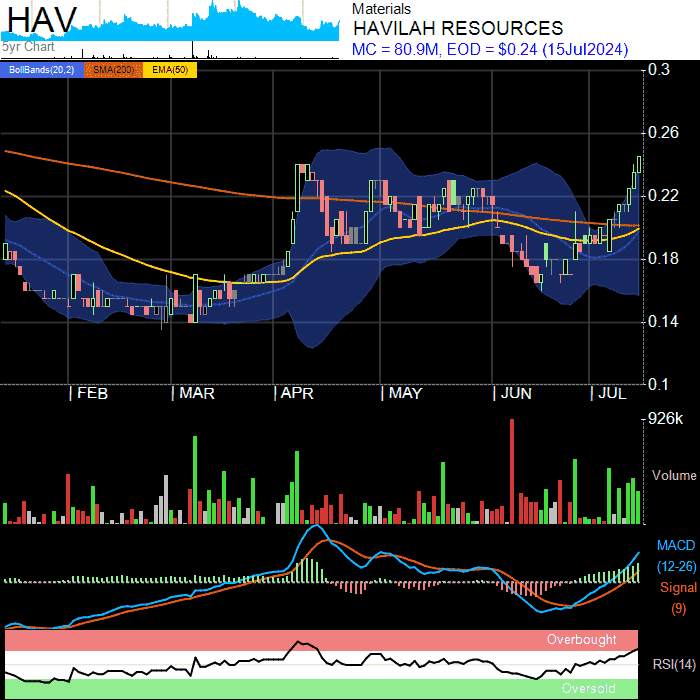 HAV
5yr Chart
Materials
HAVILAH RESOURCES
MC = 80.9M, EOD = $0.24 (15Jul2024)
BollBands(20,2) SMA(200) EMA(50)
0.3
0.26
0.22
0.18
0.14
0.1
FEB MAR APR MAY JUN JUL
926k
Volume
MACD
(12-26)
Signal
(9)
Overbought
RSI(14)
Oversold